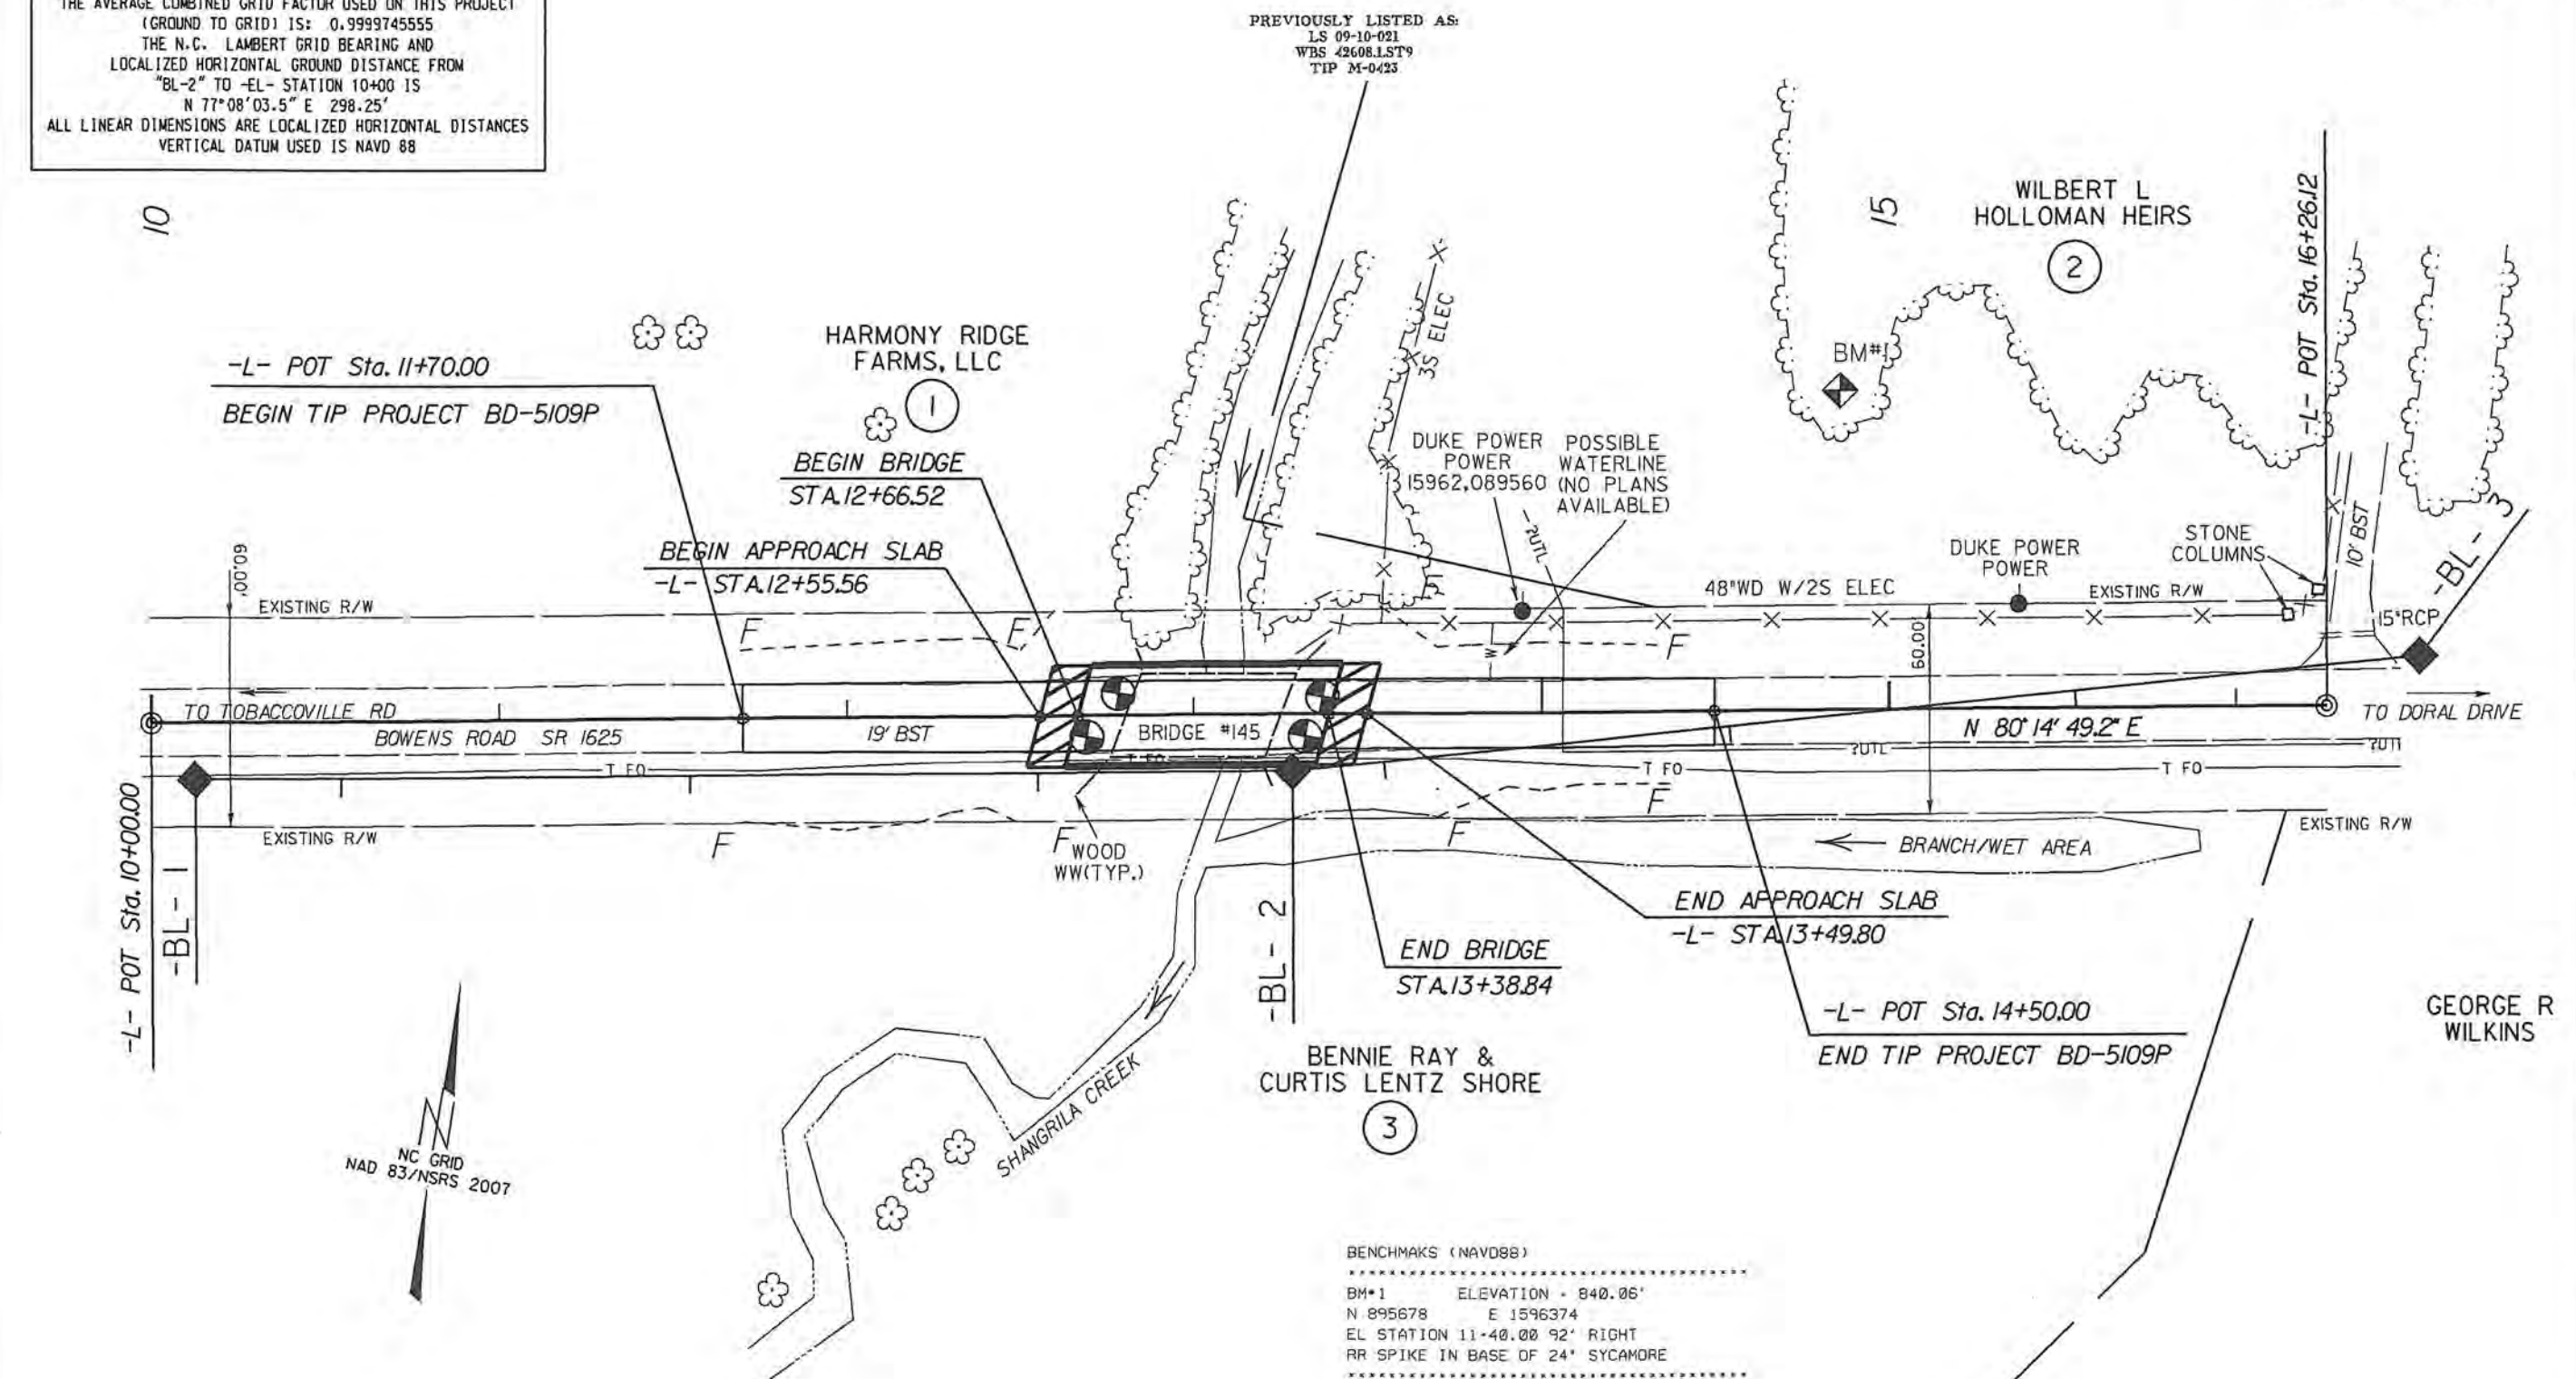 THE AVERAGE COMBINED GRID FACTOR USED ON THIS PROJECT
(GROUND TO GRID) IS: 0.9999745555
THE N.C. LAMBERT GRID BEARING AND
LOCALIZED HORIZONTAL GROUND DISTANCE FROM
"BL-2" TO -EL- STATION 10+00 IS
N 77°08'03.5" E 298.25'
ALL LINEAR DIMENSIONS ARE LOCALIZED HORIZONTAL DISTANCES
VERTICAL DATUM USED IS NAVD 88
PREVIOUSLY LISTED AS:
LS 09-10-021
WBS 42608.1.ST9
TIP M-0423
10
15
WILBERT L
HOLLOMAN HEIRS
2
-L- POT Sta. 16+26.12
HARMONY RIDGE
FARMS, LLC
1
-L- POT Sta. 11+70.00
BEGIN TIP PROJECT BD-5109P
BEGIN BRIDGE
STA.12+66.52
BEGIN APPROACH SLAB
-L- STA.12+55.56
3S ELEC
BM#1
DUKE POWER
POWER
15962,089560
POSSIBLE
WATERLINE
(NO PLANS
AVAILABLE)
?UTL
DUKE POWER
POWER
STONE
COLUMNS
10' BST
-BL- 3
15"RCP
60.00'
EXISTING R/W
48"WD W/2S ELEC
EXISTING R/W
60.00'
F
F
F
F
W
TO TOBACCOVILLE RD
BOWENS ROAD SR 1625
19' BST
BRIDGE #145
N 80°14' 49.2" E
TO DORAL DRIVE
T FO
T FO
T FO
T FO
?UTL
?UTL
EXISTING R/W
F
F
WOOD
WW(TYP.)
F
F
BRANCH/WET AREA
EXISTING R/W
-L- POT Sta. 10+00.00
-BL- 1
-BL- 2
END BRIDGE
STA.13+38.84
END APPROACH SLAB
-L- STA.13+49.80
-L- POT Sta. 14+50.00
END TIP PROJECT BD-5109P
GEORGE R
WILKINS
BENNIE RAY &
CURTIS LENTZ SHORE
3
SHANGRILA CREEK
N
NC GRID
NAD 83/NSRS 2007
BENCHMAKS (NAVD88)
BM#1 ELEVATION - 840.06'
N 895678 E 1596374
EL STATION 11+40.00 92' RIGHT
RR SPIKE IN BASE OF 24" SYCAMORE